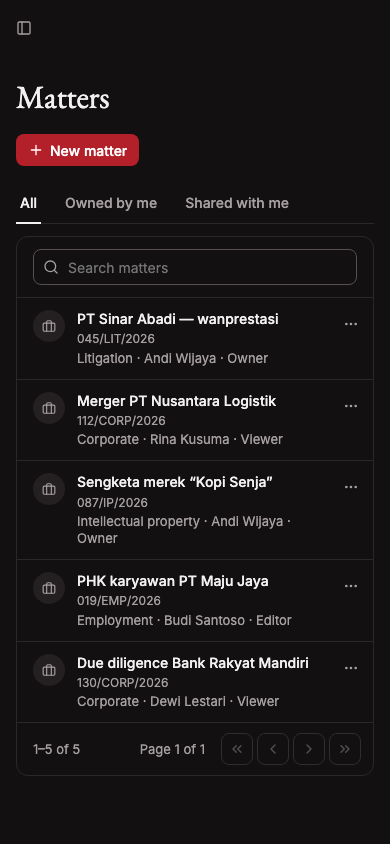 Matters
New matter
All
Owned by me
Shared with me
Search matters
PT Sinar Abadi — wanprestasi
045/LIT/2026
Litigation · Andi Wijaya · Owner
Merger PT Nusantara Logistik
112/CORP/2026
Corporate · Rina Kusuma · Viewer
Sengketa merek “Kopi Senja”
087/IP/2026
Intellectual property · Andi Wijaya ·
Owner
PHK karyawan PT Maju Jaya
019/EMP/2026
Employment · Budi Santoso · Editor
Due diligence Bank Rakyat Mandiri
130/CORP/2026
Corporate · Dewi Lestari · Viewer
1–5 of 5
Page 1 of 1